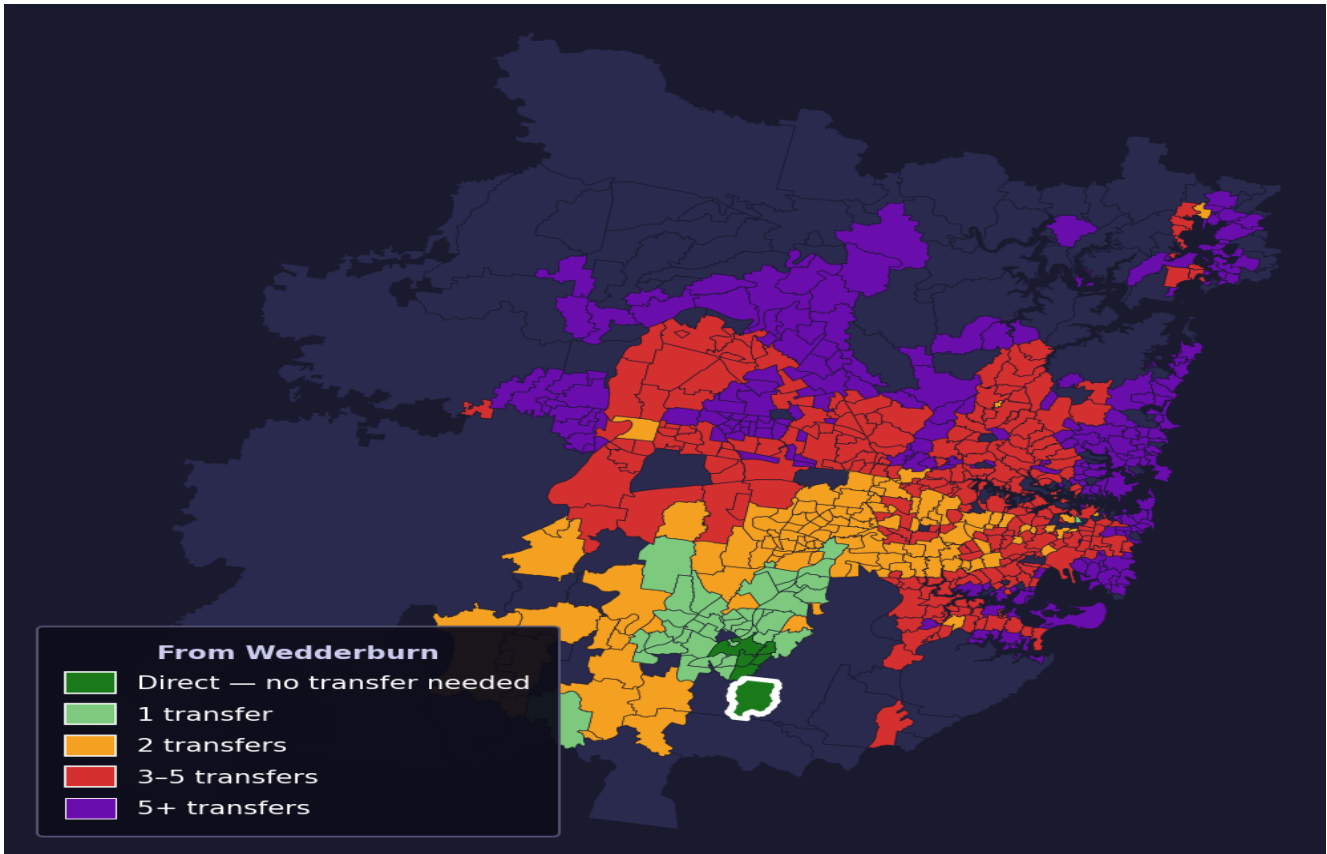 From Wedderburn
Direct — no transfer needed
1 transfer
2 transfers
3–5 transfers
5+ transfers